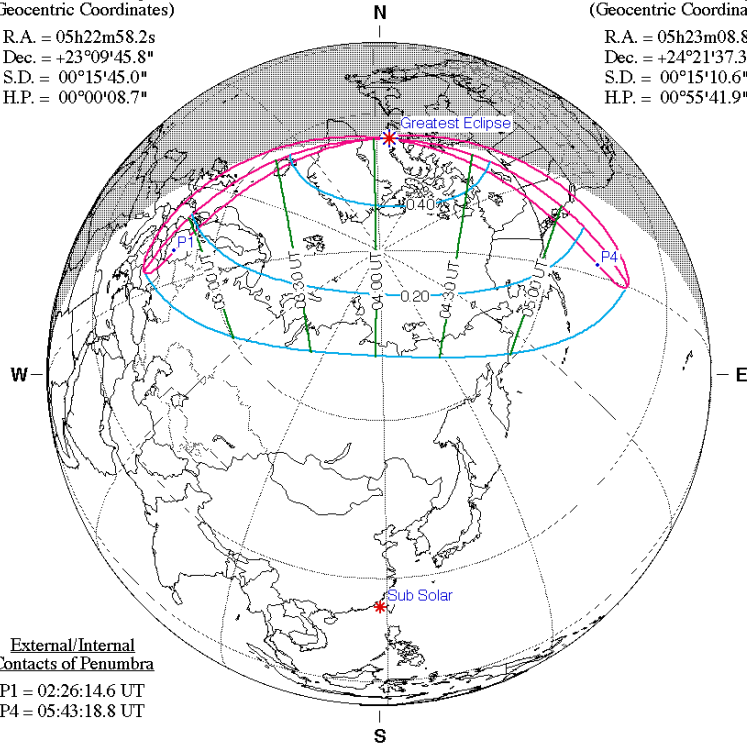 Geocentric Coordinates)
R.A. = 05h22m58.2s
Dec. = +23°09'45.8"
S.D. = 00°15'45.0"
H.P. = 00°00'08.7"
N
(Geocentric Coordina
R.A. = 05h23m08.8
Dec. = +24°21'37.3
S.D. = 00°15'10.6"
H.P. = 00°55'41.9"
Greatest Eclipse
0.40
P1
P4
03:00 UT
03:30 UT
04:00 UT
04:30 UT
05:00 UT
0.20
W
E
Sub Solar
External/Internal
Contacts of Penumbra
P1 = 02:26:14.6 UT
P4 = 05:43:18.8 UT
S